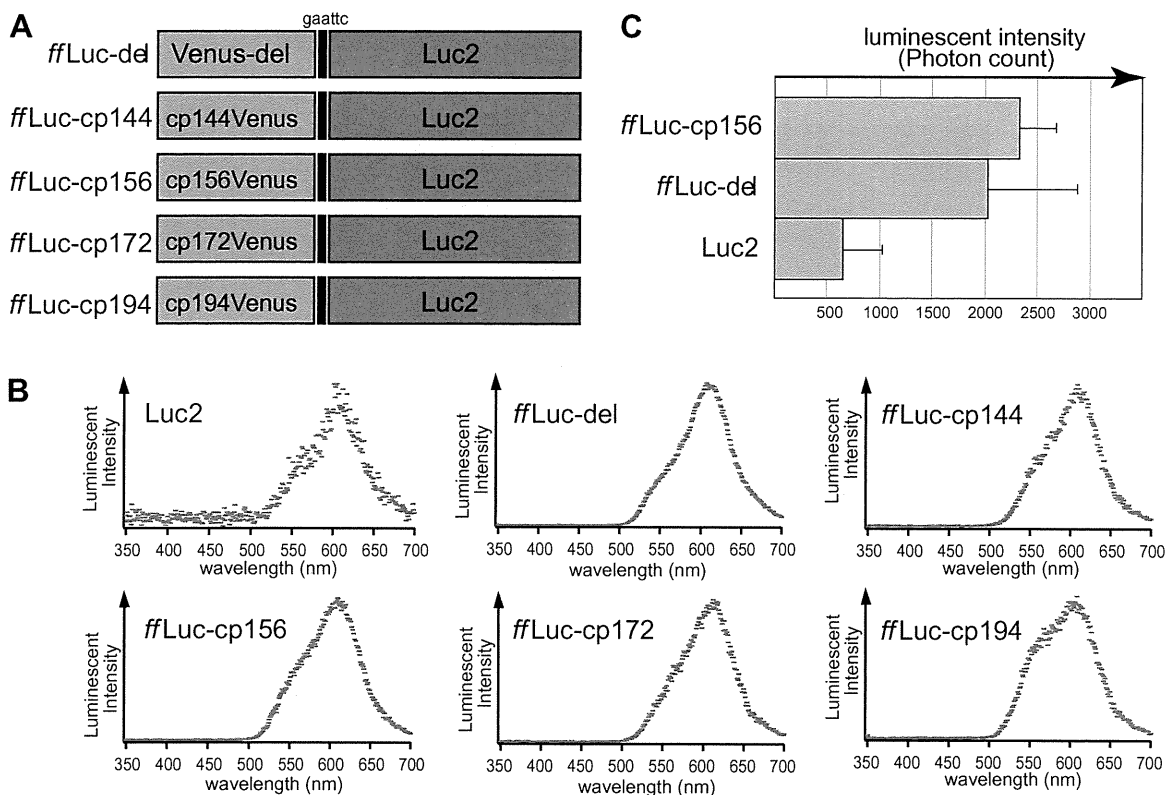 A
gaattc
ffLuc-del Venus-del Luc2
ffLuc-cp144 cp144Venus Luc2
ffLuc-cp156 cp156Venus Luc2
ffLuc-cp172 cp172Venus Luc2
ffLuc-cp194 cp194Venus Luc2
C
luminescent intensity
(Photon count)
ffLuc-cp156
ffLuc-del
Luc2
500 1000 1500 2000 2500 3000
B
Luc2
Luminescent
Intensity
350 400 450 500 550 600 650 700
wavelength (nm)
ffLuc-del
Luminescent
Intensity
350 400 450 500 550 600 650 700
wavelength (nm)
ffLuc-cp144
Luminescent
Intensity
350 400 450 500 550 600 650 700
wavelength (nm)
ffLuc-cp156
Luminescent
Intensity
350 400 450 500 550 600 650 700
wavelength (nm)
ffLuc-cp172
Luminescent
Intensity
350 400 450 500 550 600 650 700
wavelength (nm)
ffLuc-cp194
Luminescent
Intensity
350 400 450 500 550 600 650 700
wavelength (nm)